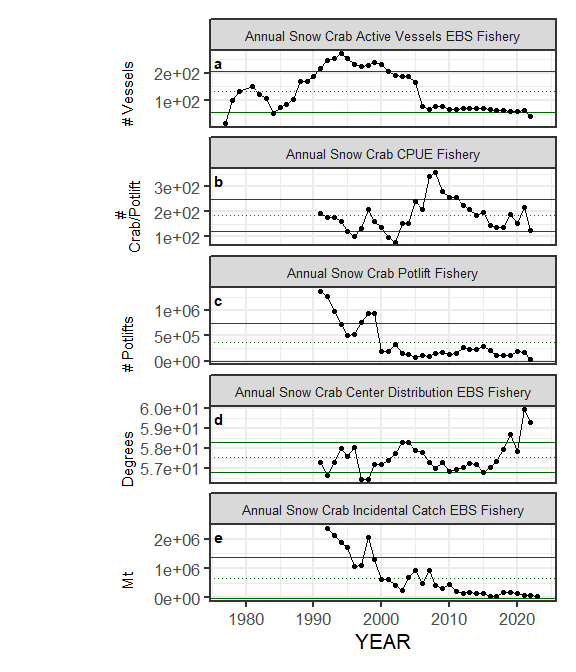 Annual Snow Crab Active Vessels EBS Fishery
a
# Vessels
2e+02
1e+02
Annual Snow Crab CPUE Fishery
b
#
Crab/Potlift
3e+02
2e+02
1e+02
Annual Snow Crab Potlift Fishery
c
# Potlifts
1e+06
5e+05
0e+00
Annual Snow Crab Center Distribution EBS Fishery
d
Degrees
6.0e+01
5.9e+01
5.8e+01
5.7e+01
Annual Snow Crab Incidental Catch EBS Fishery
e
Mt
2e+06
1e+06
0e+00
1980 1990 2000 2010 2020
YEAR